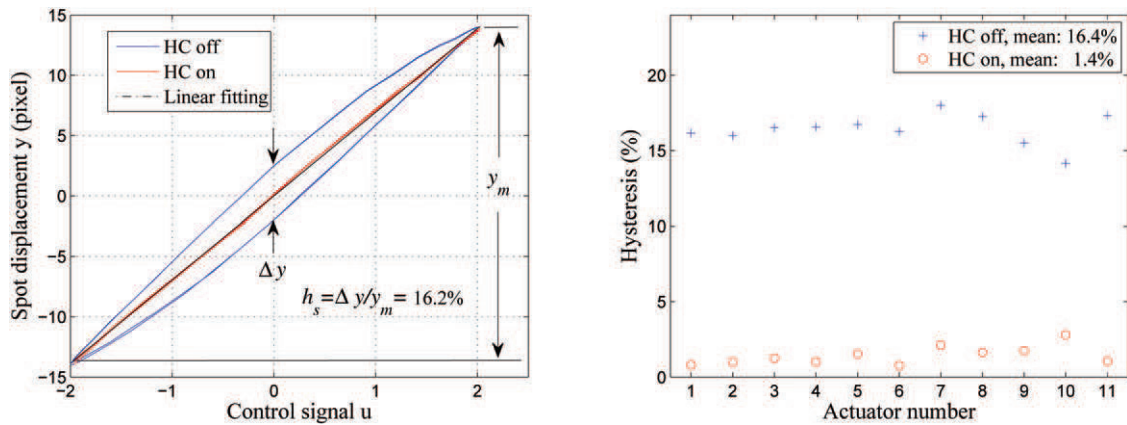 15
10
5
0
−5
−10
−15
−2
−1
0
1
2
Spot displacement y (pixel)
Control signal u
HC off
HC on
Linear fitting
Δy
y_m
h_s=Δ y/y_m= 16.2%
20
15
10
5
0
1 2 3 4 5 6 7 8 9 10 11
Hysteresis (%)
Actuator number
HC off, mean: 16.4%
HC on, mean: 1.4%